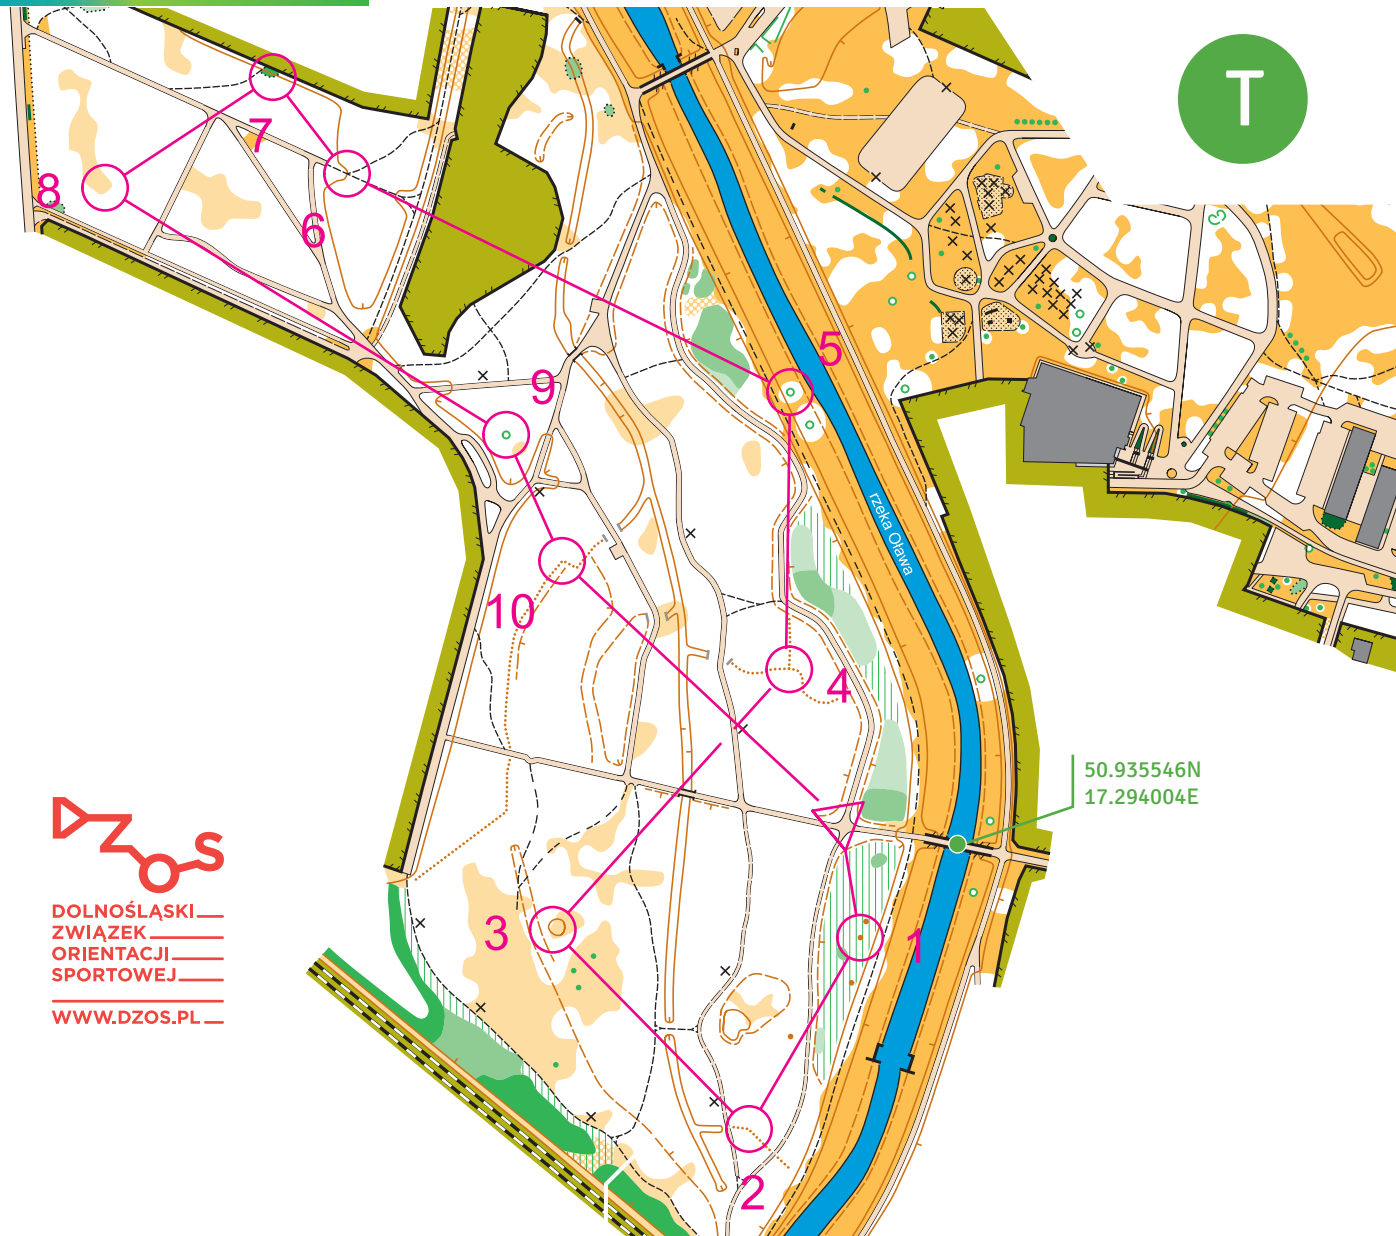 T
7
8
6
5
9
rzeka Oława
10
4
50.935546N
17.294004E
DZOS
DOLNOŚLĄSKI
ZWIĄZEK
ORIENTACJI
SPORTOWEJ
WWW.DZOS.PL
3
1
2